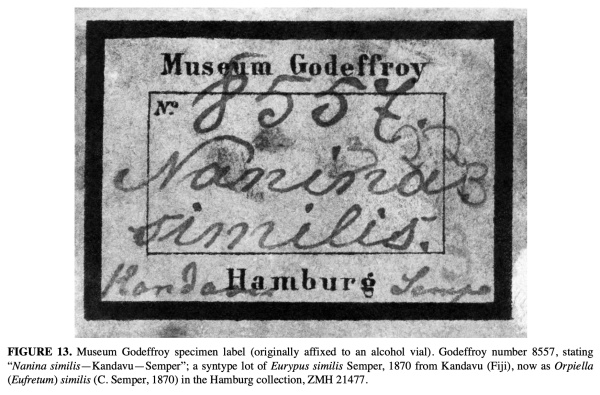 Museum Godeffroy
No. 8557.
Nanina
similis.
Kandavu Semper
Hamburg
FIGURE 13. Museum Godeffroy specimen label (originally affixed to an alcohol vial). Godeffroy number 8557, stating
“Nanina similis—Kandavu—Semper”; a syntype lot of Eurypus similis Semper, 1870 from Kandavu (Fiji), now as Orpiella
(Eufretum) similis (C. Semper, 1870) in the Hamburg collection, ZMH 21477.